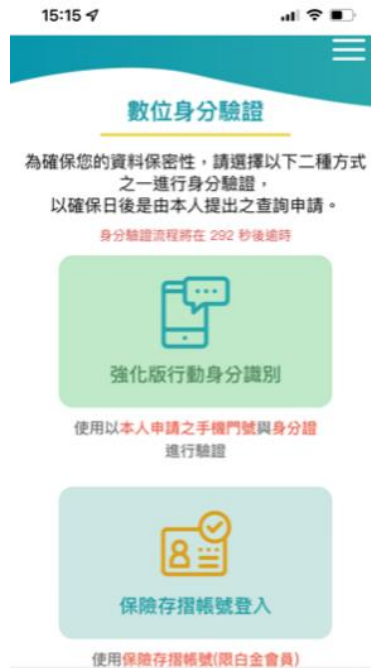 15:15
數位身分驗證
為確保您的資料保密性，請選擇以下二種方式
之一進行身分驗證，
以確保日後是由本人提出之查詢申請。
身分驗證流程將在 292 秒後逾時
強化版行動身分識別
使用以本人申請之手機門號與身分證
進行驗證
保險存摺帳號登入
使用保險存摺帳號(限白金會員)